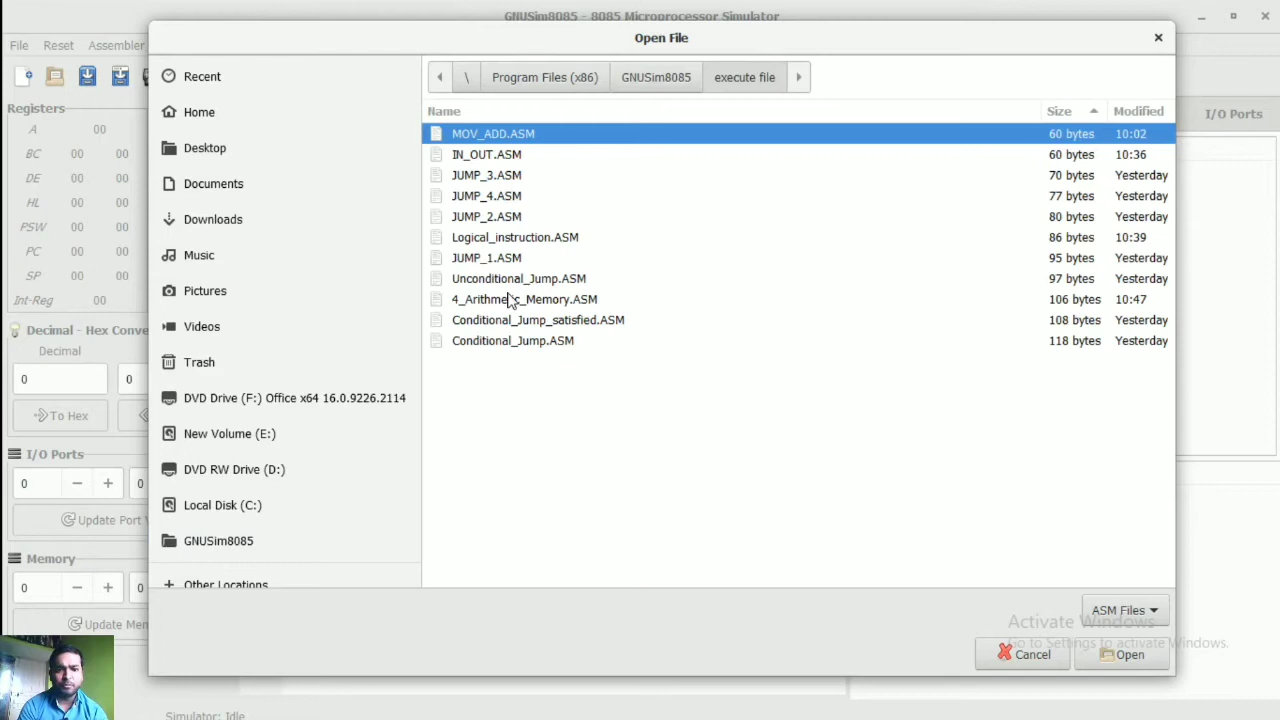 GNUSim8085 - 8085 Microprocessor Simulator
Open File
File Reset Assembler
Recent
\ Program Files (x86) GNUSim8085 execute file
Home
Name Size Modified
Registers
I/O Ports
A 00
MOV_ADD.ASM 60 bytes 10:02
BC 00 00
Desktop
IN_OUT.ASM 60 bytes 10:36
DE 00 00
Documents
JUMP_3.ASM 70 bytes Yesterday
HL 00 00
JUMP_4.ASM 77 bytes Yesterday
PSW 00 00
Downloads
JUMP_2.ASM 80 bytes Yesterday
PC 00 00
Music
Logical_instruction.ASM 86 bytes 10:39
JUMP_1.ASM 95 bytes Yesterday
SP 00 00
Pictures
Unconditional_Jump.ASM 97 bytes Yesterday
Int-Reg 00
4_Arithme s_Memory.ASM 106 bytes 10:47
Decimal - Hex Conve
Videos
Conditional_Jump_satisfied.ASM 108 bytes Yesterday
Decimal
Conditional_Jump.ASM 118 bytes Yesterday
Trash
0 0
DVD Drive (F:) Office x64 16.0.9226.2114
To Hex
New Volume (E:)
I/O Ports
DVD RW Drive (D:)
0 0
Local Disk (C:)
Update Port V
GNUSim8085
Memory
Other Locations
0 0
ASM Files
Update Mem
Activate Windows
Go to Settings to activate Windows.
Cancel Open
Simulator: Idle